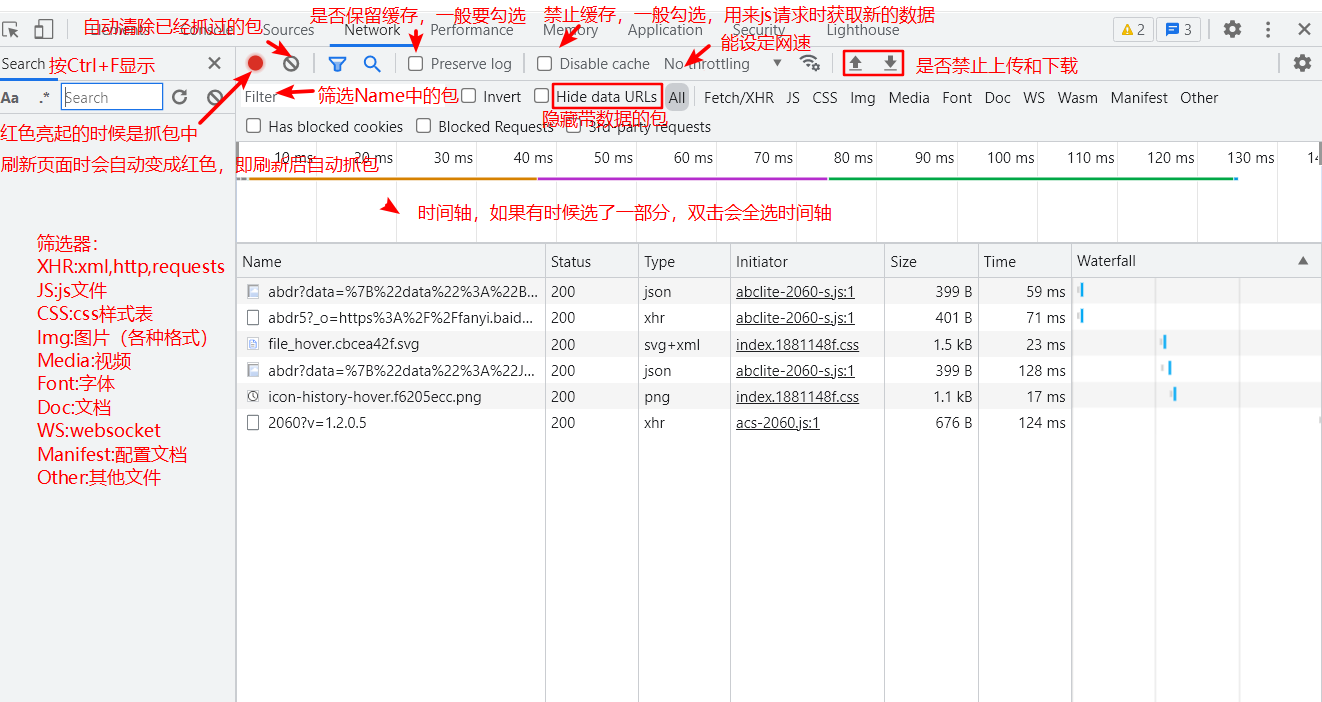 自动清除已经抓过的包
是否保留缓存，一般要勾选
禁止缓存，一般勾选，用来js请求时获取新的数据
Elements Console Sources Network Performance Memory Application Security Lighthouse 2 3
能设定网速
Search 按Ctrl+F显示
Preserve log Disable cache No throttling 是否禁止上传和下载
Aa .* Search
Filter 筛选Name中的包 Invert Hide data URLs All Fetch/XHR JS CSS Img Media Font Doc WS Wasm Manifest Other
隐藏带数据的包
Has blocked cookies Blocked Requests 3rd-party requests
红色亮起的时候是抓包中
刷新页面时会自动变成红色，即刷新后自动抓包
10 ms 20 ms 30 ms 40 ms 50 ms 60 ms 70 ms 80 ms 90 ms 100 ms 110 ms 120 ms 130 ms
时间轴，如果有时候选了一部分，双击会全选时间轴
筛选器：
XHR:xml,http,requests
JS:js文件
CSS:css样式表
Img:图片（各种格式）
Media:视频
Font:字体
Doc:文档
WS:websocket
Manifest:配置文档
Other:其他文件
Name Status Type Initiator Size Time Waterfall
abdr?data=%7B%22data%22%3A%22B... 200 json abclite-2060-s.js:1 399 B 59 ms
abdr5?_o=https%3A%2F%2Ffanyi.baid... 200 xhr abclite-2060-s.js:1 401 B 71 ms
file_hover.cbcea42f.svg 200 svg+xml index.1881148f.css 1.5 kB 23 ms
abdr?data=%7B%22data%22%3A%22J... 200 json abclite-2060-s.js:1 399 B 128 ms
icon-history-hover.f6205ecc.png 200 png index.1881148f.css 1.1 kB 17 ms
2060?v=1.2.0.5 200 xhr acs-2060.js:1 676 B 124 ms